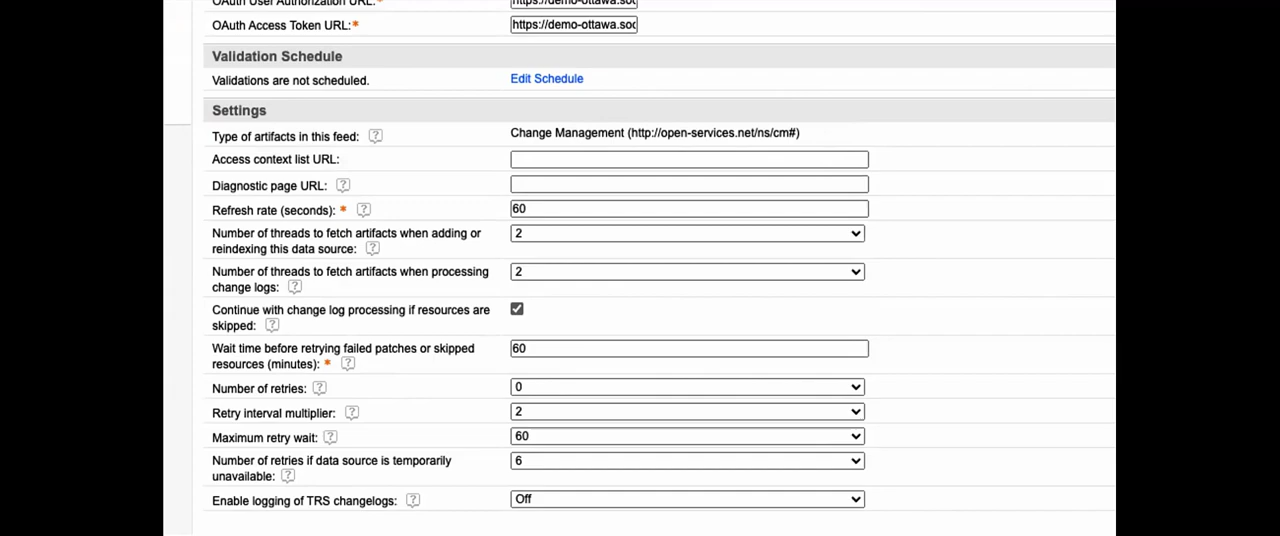 OAuth User Authorization URL:*
https://demo-ottawa.soc
OAuth Access Token URL:*
https://demo-ottawa.soc
Validation Schedule
Validations are not scheduled.
Edit Schedule
Settings
Type of artifacts in this feed: ?
Change Management (http://open-services.net/ns/cm#)
Access context list URL:
Diagnostic page URL: ?
Refresh rate (seconds): * ?
60
Number of threads to fetch artifacts when adding or
reindexing this data source: ?
2
Number of threads to fetch artifacts when processing
change logs: ?
2
Continue with change log processing if resources are
skipped: ?
Wait time before retrying failed patches or skipped
resources (minutes): * ?
60
Number of retries: ?
0
Retry interval multiplier: ?
2
Maximum retry wait: ?
60
Number of retries if data source is temporarily
unavailable: ?
6
Enable logging of TRS changelogs: ?
Off